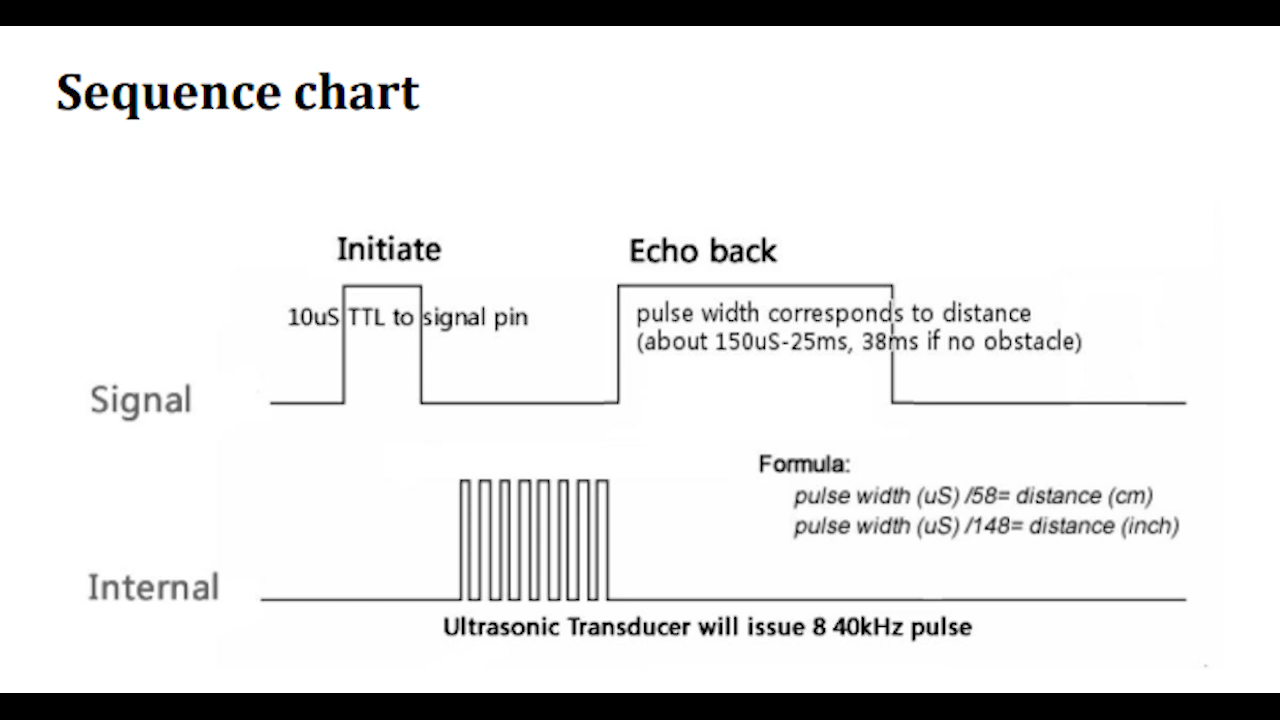 Sequence chart
Initiate
Echo back
10uS TTL to signal pin
pulse width corresponds to distance
(about 150uS-25ms, 38ms if no obstacle)
Signal
Formula:
pulse width (uS) /58= distance (cm)
pulse width (uS) /148= distance (inch)
Internal
Ultrasonic Transducer will issue 8 40kHz pulse